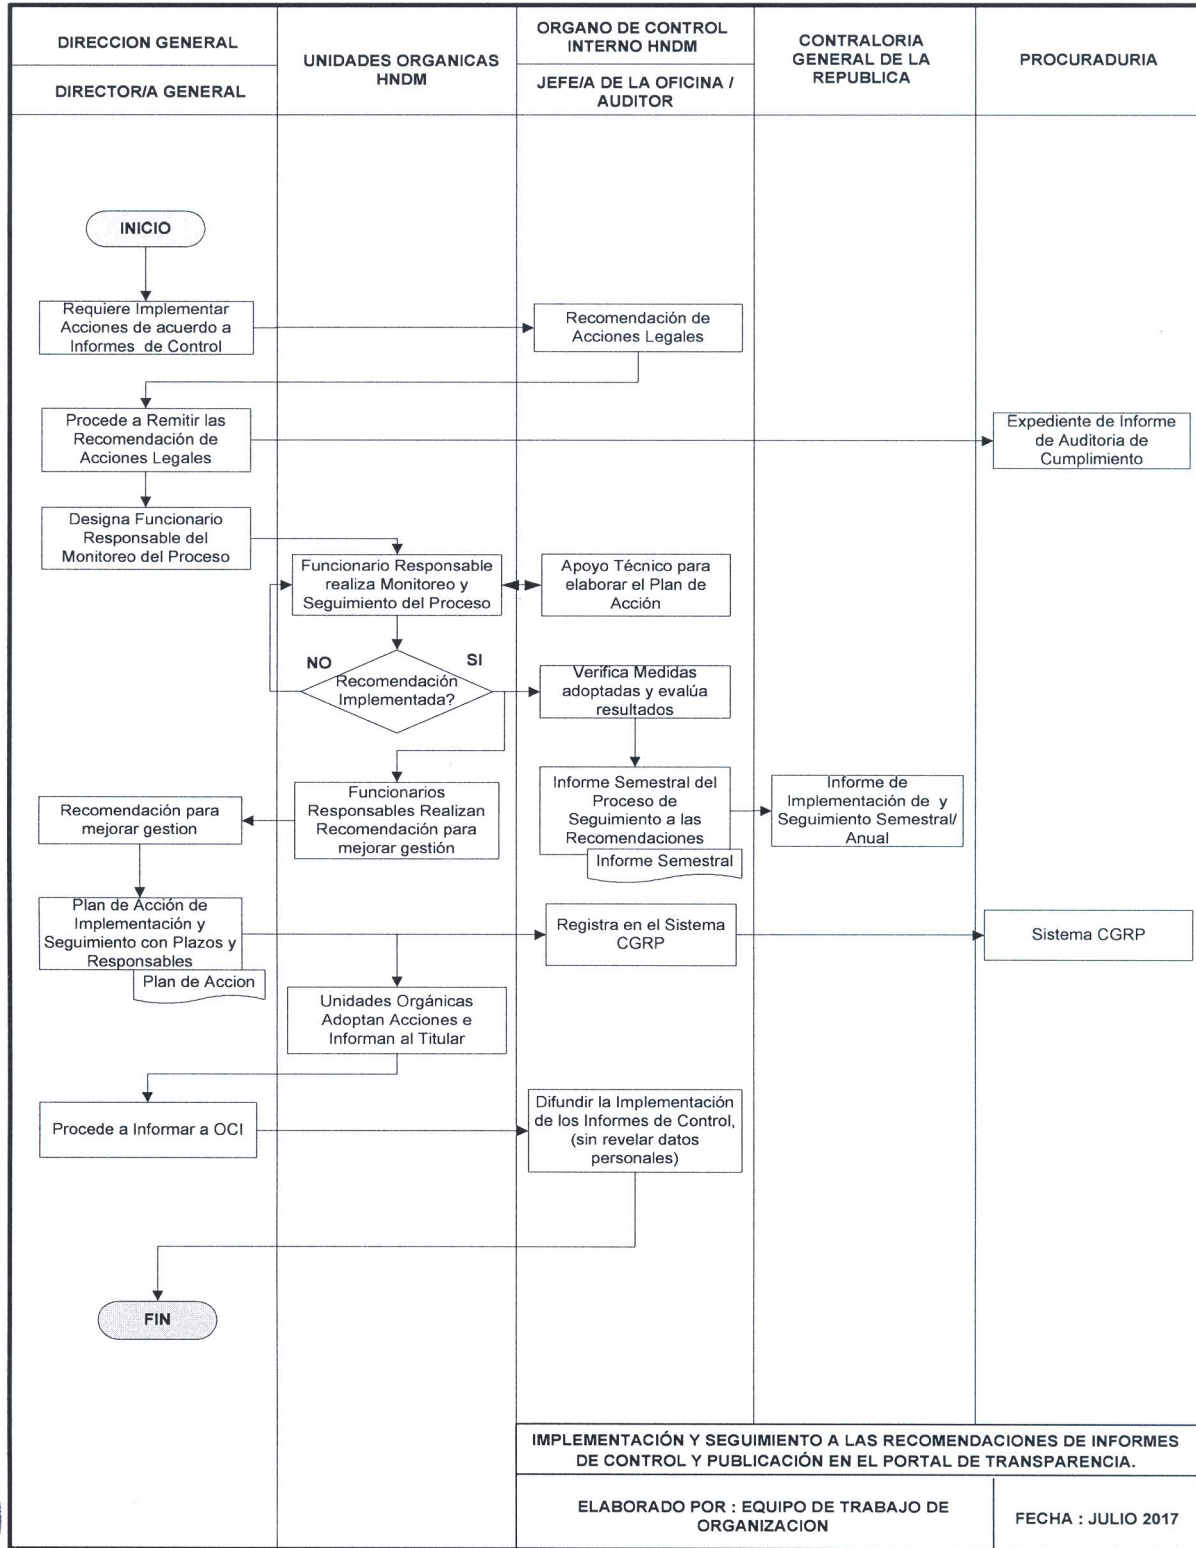 DIRECCION GENERAL
DIRECTOR/A GENERAL
UNIDADES ORGANICAS
HNDM
ORGANO DE CONTROL
INTERNO HNDM
JEFE/A DE LA OFICINA /
AUDITOR
CONTRALORIA
GENERAL DE LA
REPUBLICA
PROCURADURIA
INICIO
Requiere Implementar
Acciones de acuerdo a
Informes de Control
Recomendación de
Acciones Legales
Procede a Remitir las
Recomendación de
Acciones Legales
Expediente de Informe
de Auditoria de
Cumplimiento
Designa Funcionario
Responsable del
Monitoreo del Proceso
Funcionario Responsable
realiza Monitoreo y
Seguimiento del Proceso
Apoyo Técnico para
elaborar el Plan de
Acción
NO
SI
Recomendación
Implementada?
Verifica Medidas
adoptadas y evalúa
resultados
Recomendación para
mejorar gestion
Funcionarios
Responsables Realizan
Recomendación para
mejorar gestión
Informe Semestral del
Proceso de
Seguimiento a las
Recomendaciones
Informe Semestral
Informe de
Implementación de y
Seguimiento Semestral/
Anual
Plan de Acción de
Implementación y
Seguimiento con Plazos y
Responsables
Plan de Accion
Registra en el Sistema
CGRP
Sistema CGRP
Unidades Orgánicas
Adoptan Acciones e
Informan al Titular
Procede a Informar a OCI
Difundir la Implementación
de los Informes de Control,
(sin revelar datos
personales)
FIN
IMPLEMENTACIÓN Y SEGUIMIENTO A LAS RECOMENDACIONES DE INFORMES
DE CONTROL Y PUBLICACIÓN EN EL PORTAL DE TRANSPARENCIA.
ELABORADO POR : EQUIPO DE TRABAJO DE
ORGANIZACION
FECHA : JULIO 2017